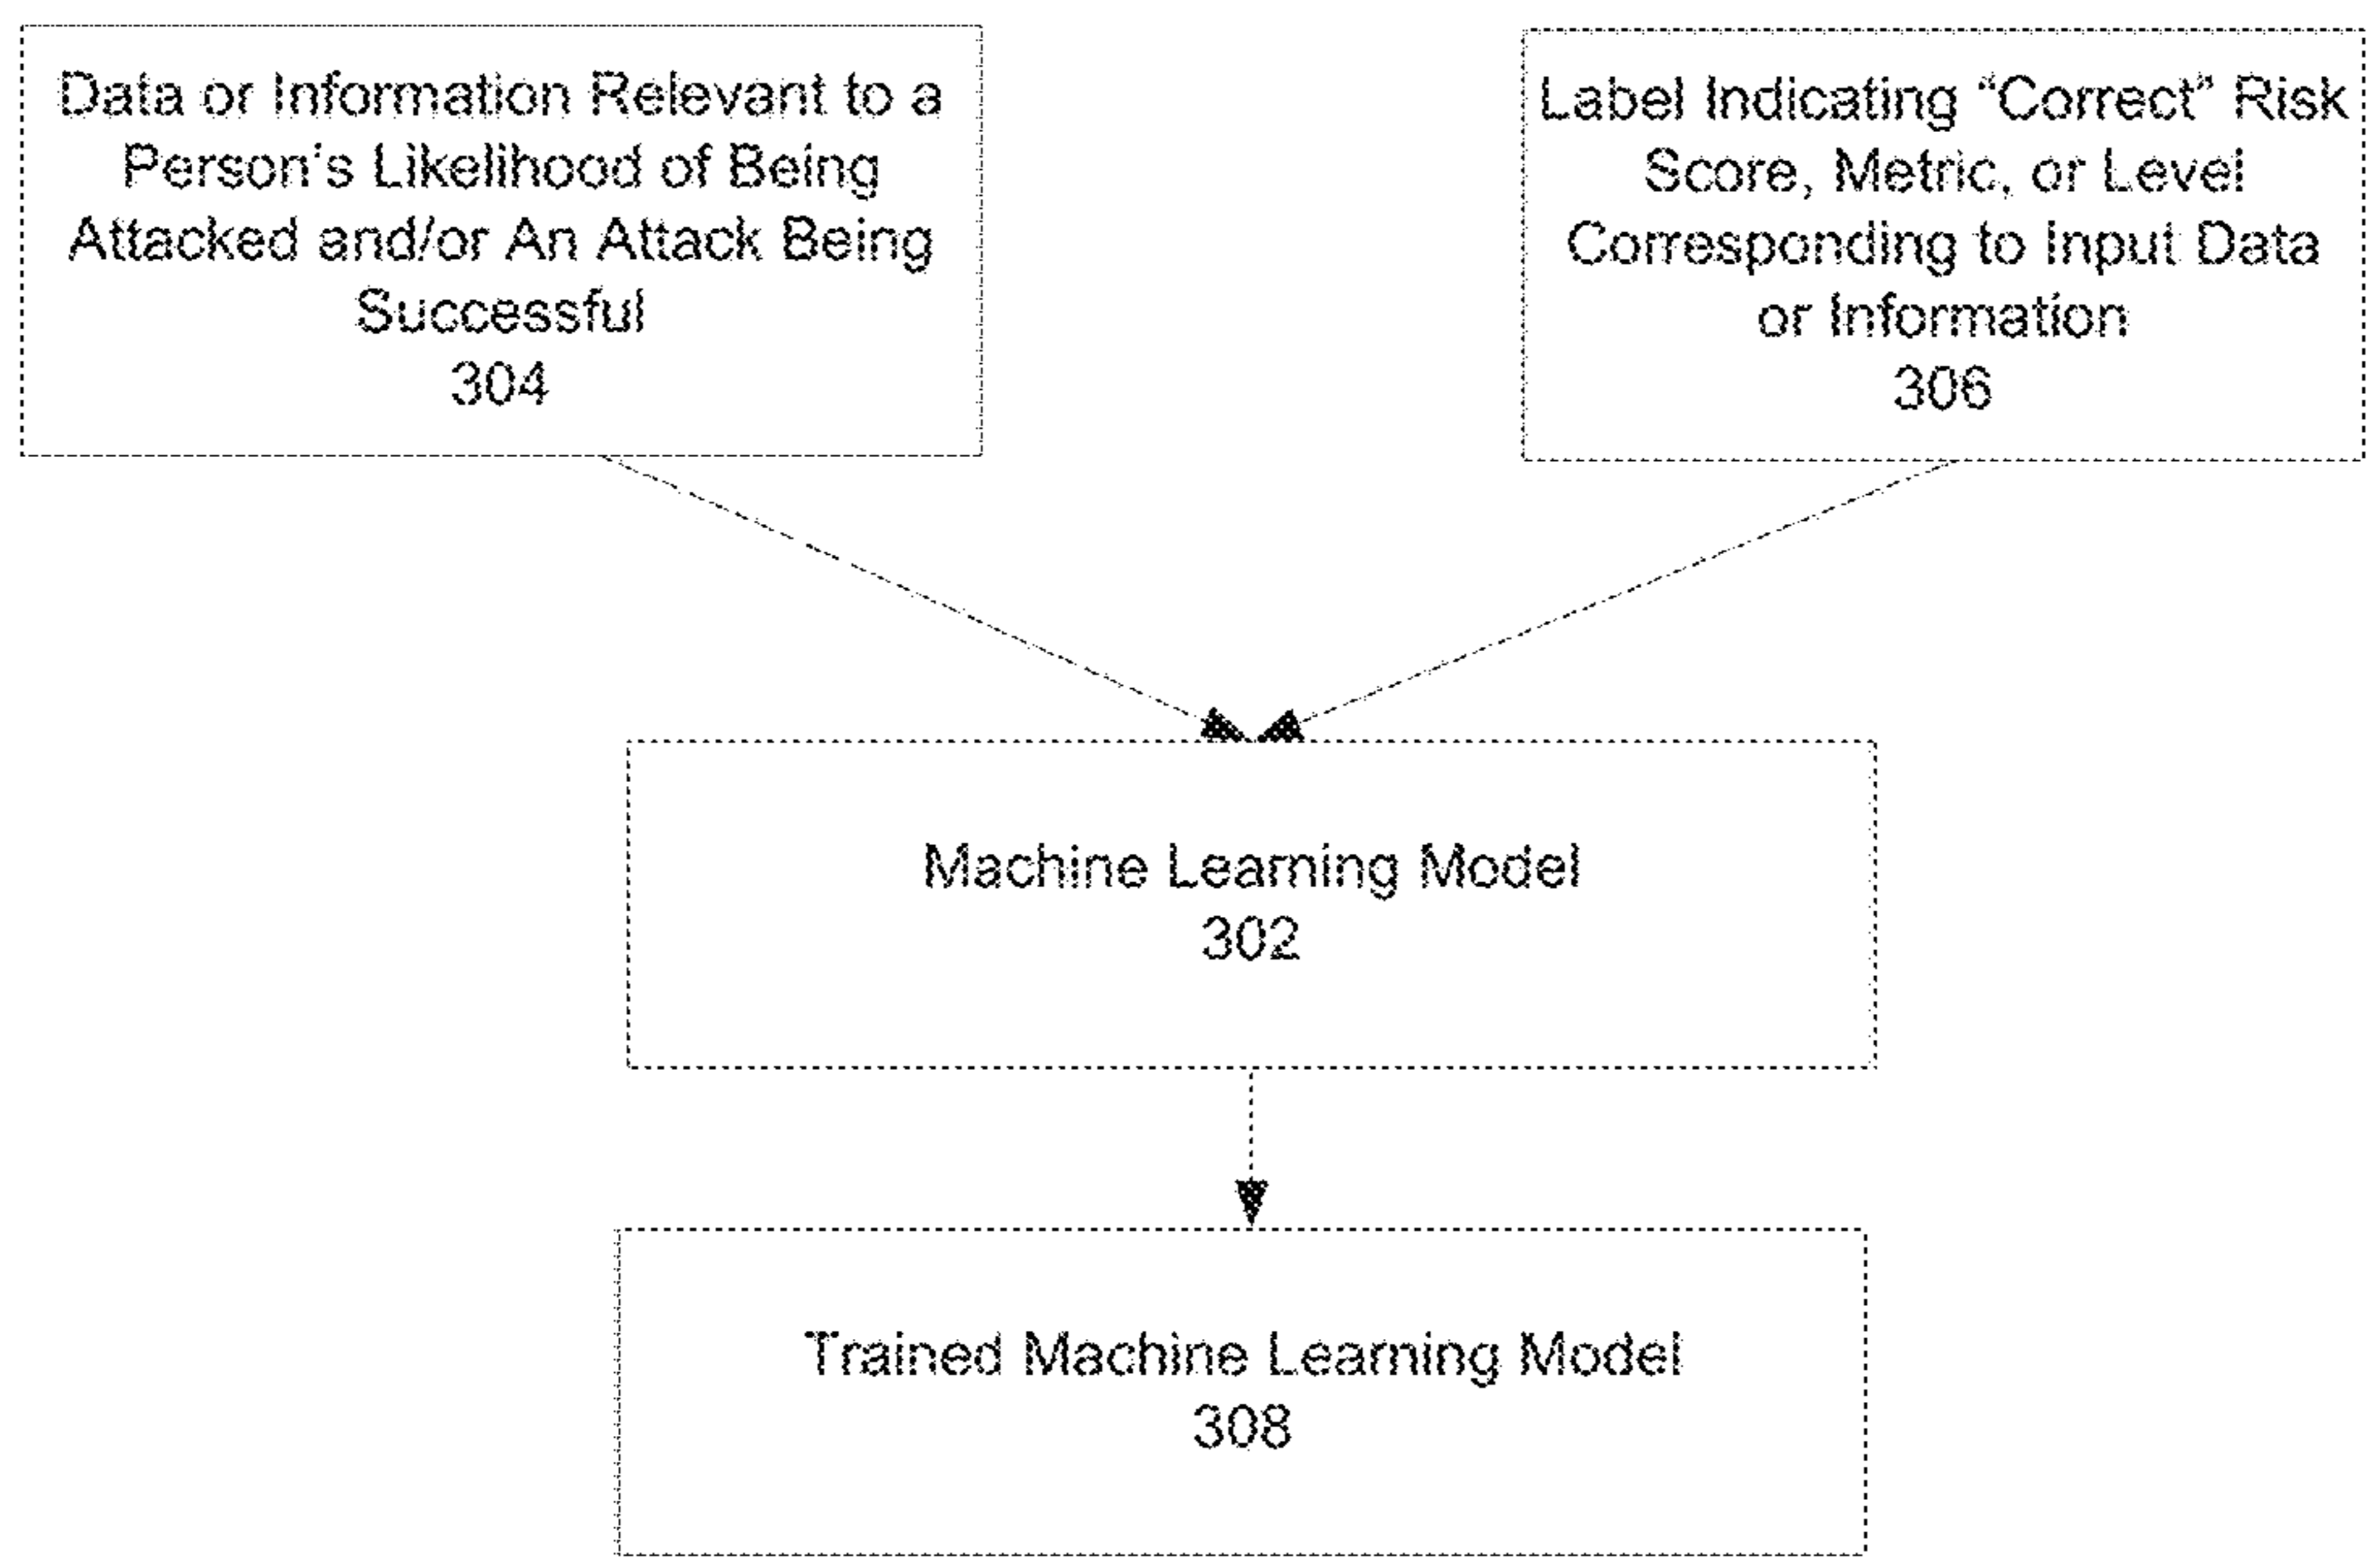 Data or Information Relevant to a
Person's Likelihood of Being
Attacked and/or An Attack Being
Successful
304
Label Indicating “Correct” Risk
Score, Metric, or Level
Corresponding to Input Data
or Information
306
Machine Learning Model
302
Trained Machine Learning Model
308